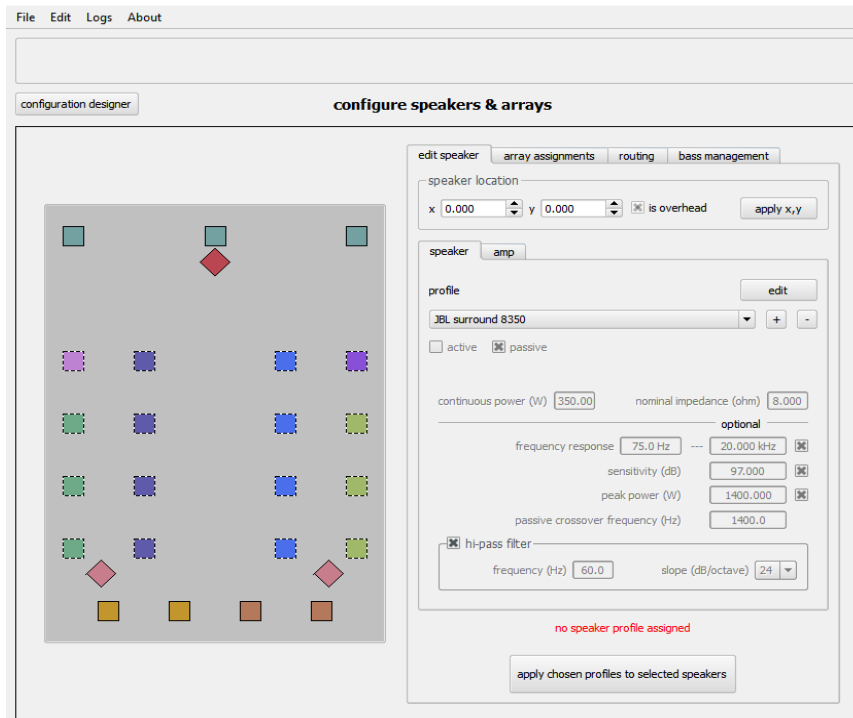 File Edit Logs About
configuration designer
configure speakers & arrays
edit speaker array assignments routing bass management
speaker location
x 0.000 y 0.000 is overhead apply x,y
speaker amp
profile edit
JBL surround 8350 + -
active passive
continuous power (W) 350.00 nominal impedance (ohm) 8.000
optional
frequency response 75.0 Hz --- 20.000 kHz
sensitivity (dB) 97.000
peak power (W) 1400.000
passive crossover frequency (Hz) 1400.0
hi-pass filter
frequency (Hz) 60.0 slope (dB/octave) 24
no speaker profile assigned
apply chosen profiles to selected speakers